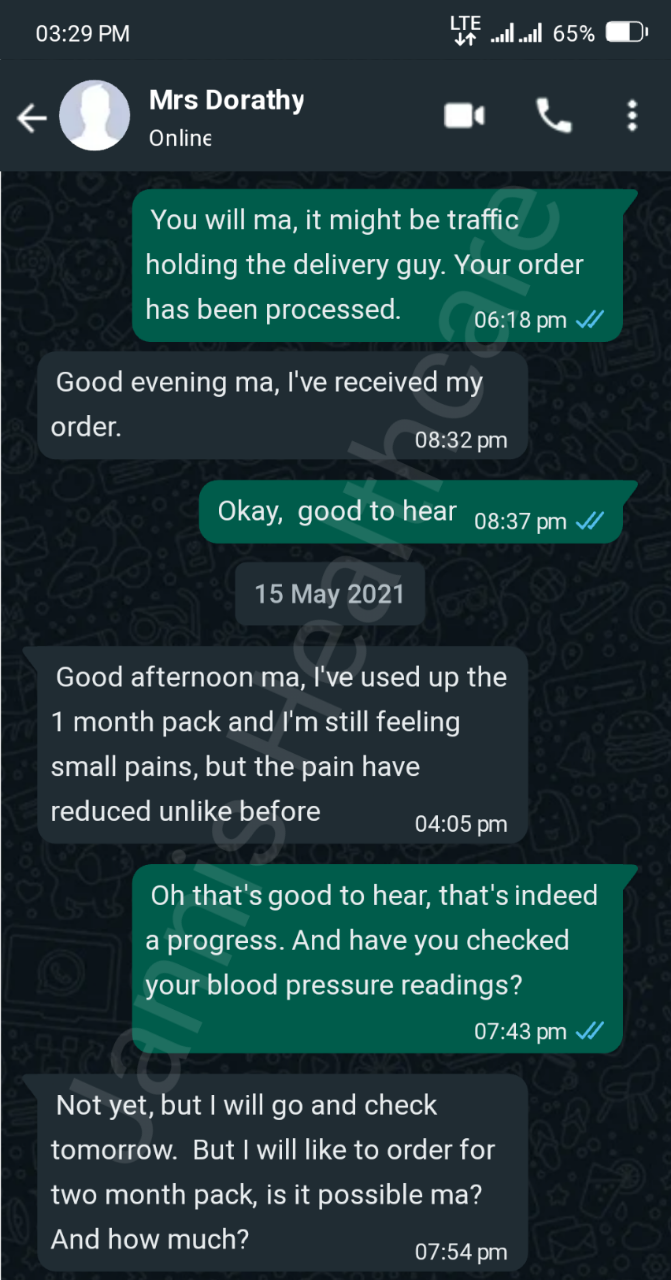 03:29 PM LTE 65%
Mrs Dorathy
Online
You will ma, it might be traffic
holding the delivery guy. Your order
has been processed. 06:18 pm
Good evening ma, I've received my
order. 08:32 pm
Okay, good to hear 08:37 pm
15 May 2021
Good afternoon ma, I've used up the
1 month pack and I'm still feeling
small pains, but the pain have
reduced unlike before 04:05 pm
Oh that's good to hear, that's indeed
a progress. And have you checked
your blood pressure readings?
07:43 pm
Not yet, but I will go and check
tomorrow. But I will like to order for
two month pack, is it possible ma?
And how much? 07:54 pm
Jannis Healthcare